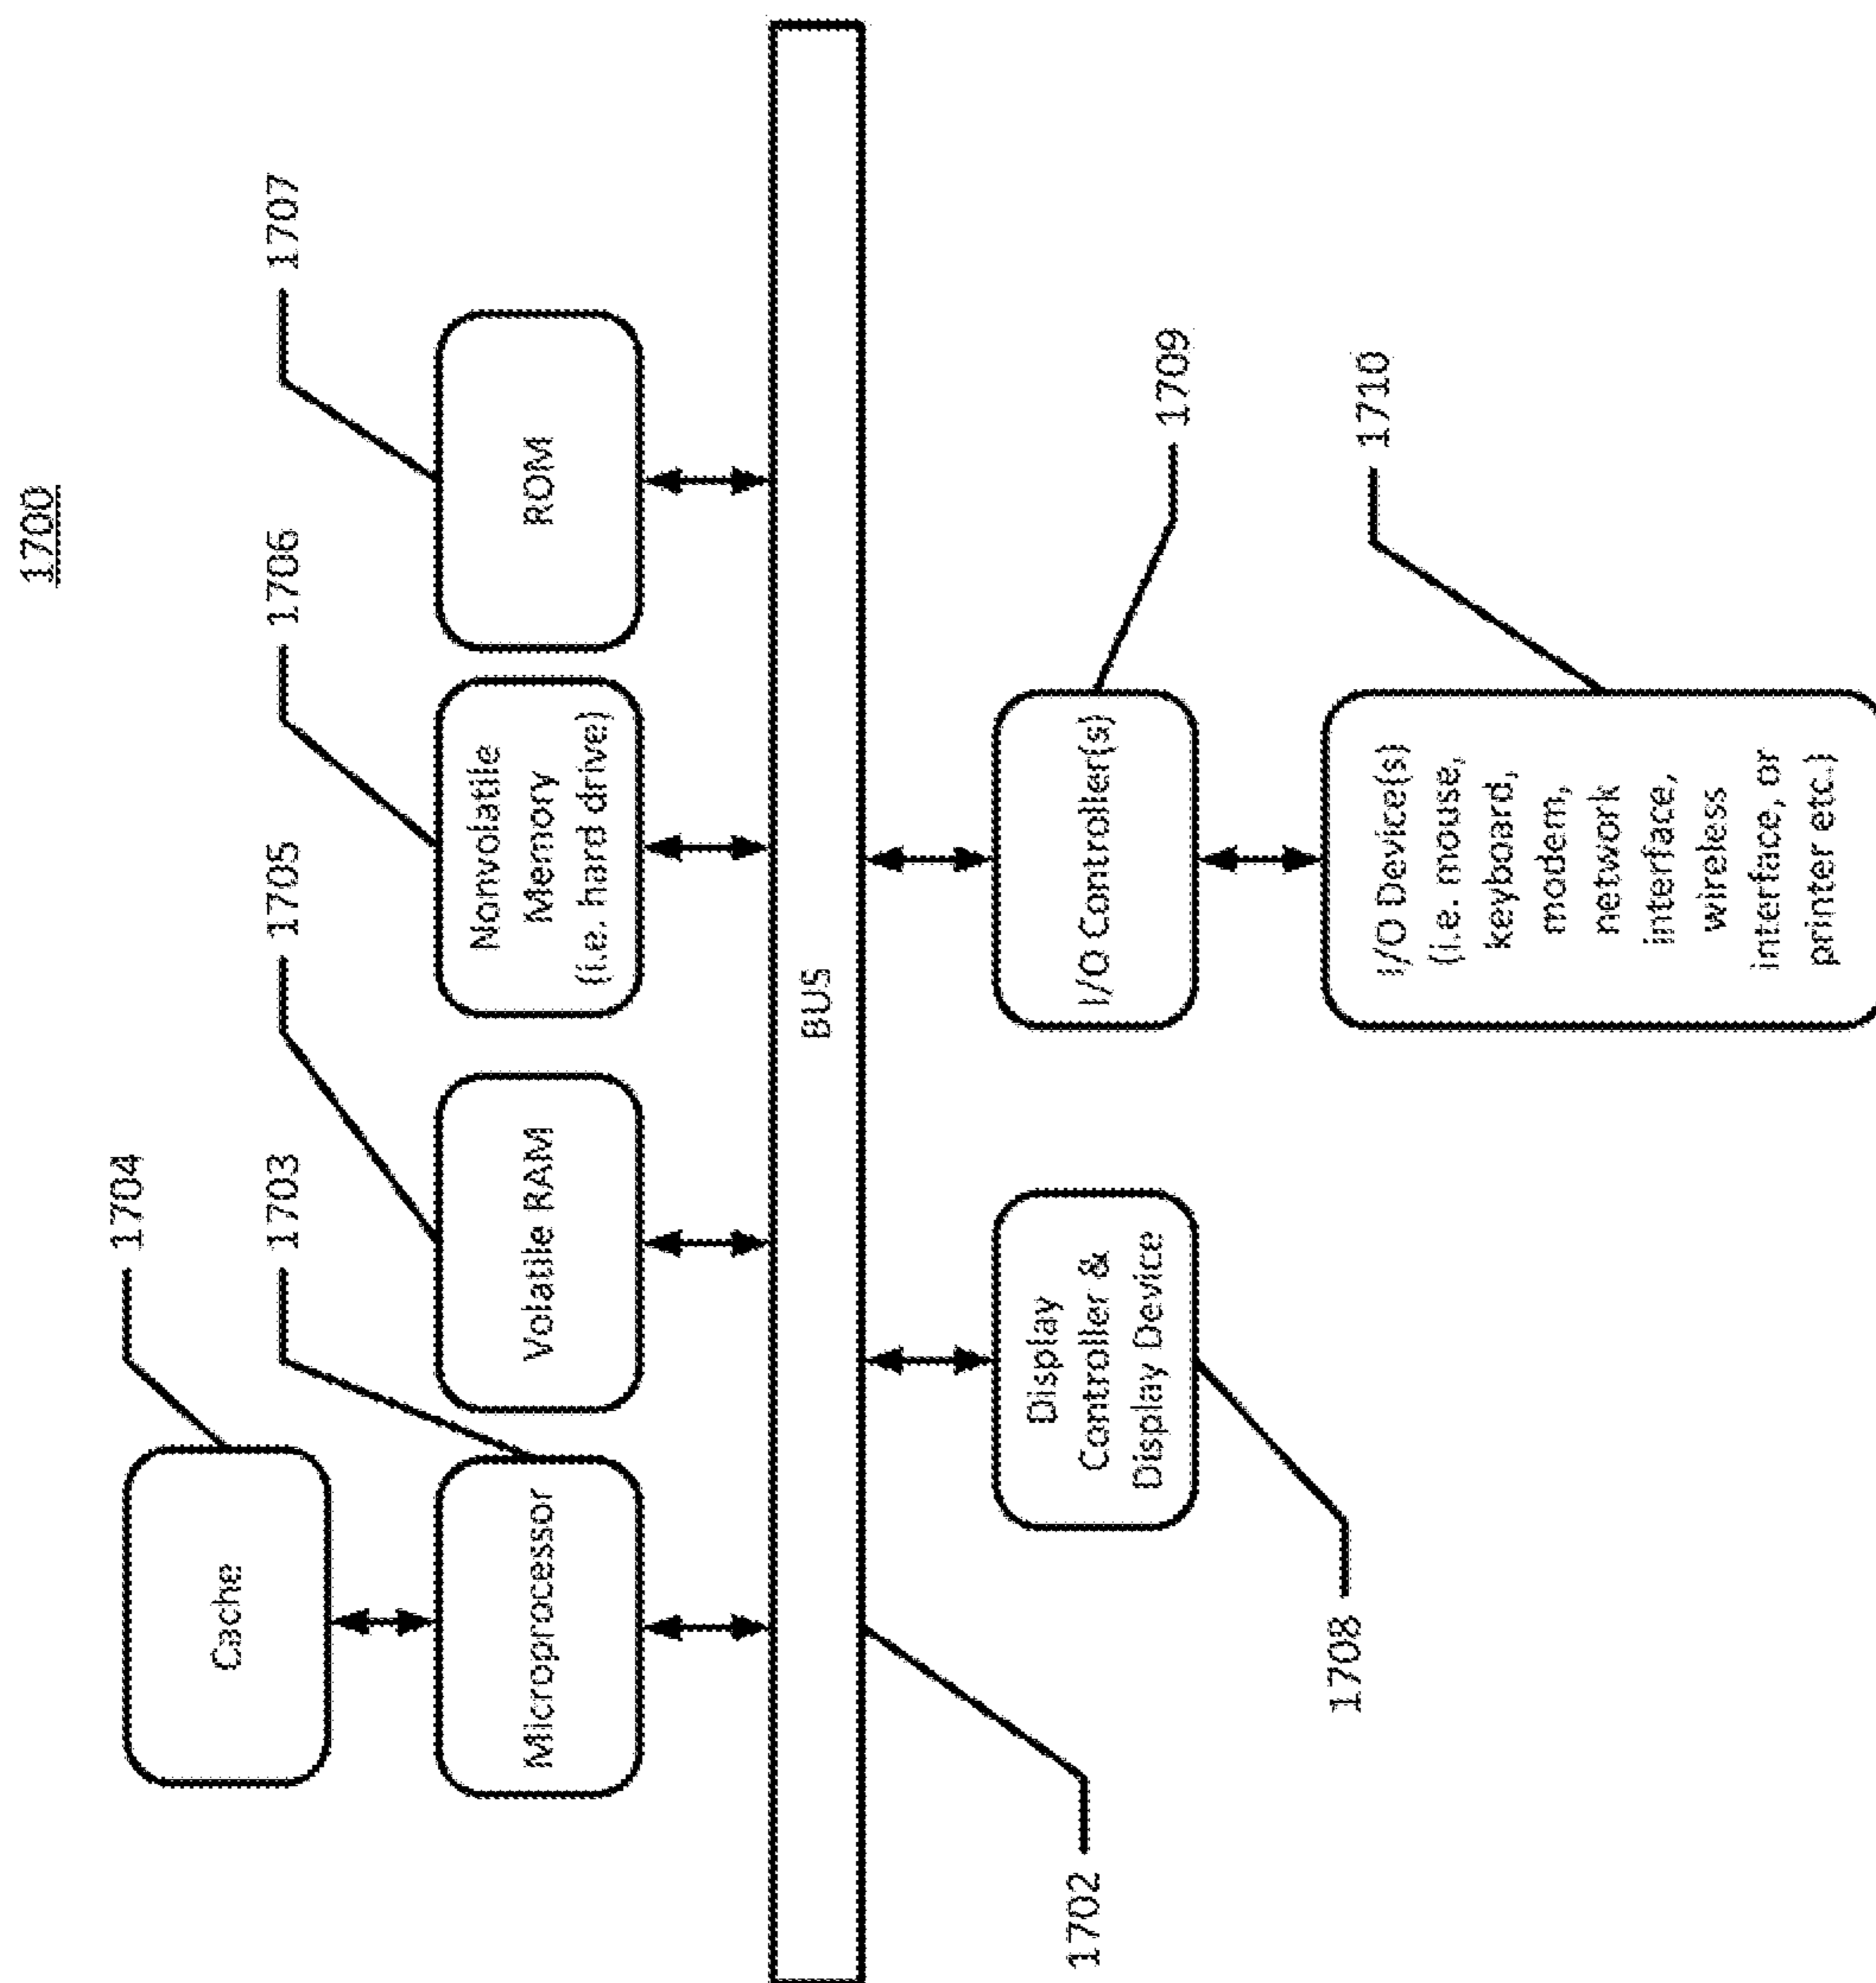 1700
1704
1703
1705
1706
1707
Cache
Microprocessor
Volatile RAM
Nonvolatile
Memory
(i.e. hard drive)
ROM
BUS
1702
Display
Controller &
Display Device
1708
I/O Controller(s)
1709
I/O Device(s)
(i.e. mouse,
keyboard,
modem,
network
interface,
wireless
interface, or
printer etc.)
1710